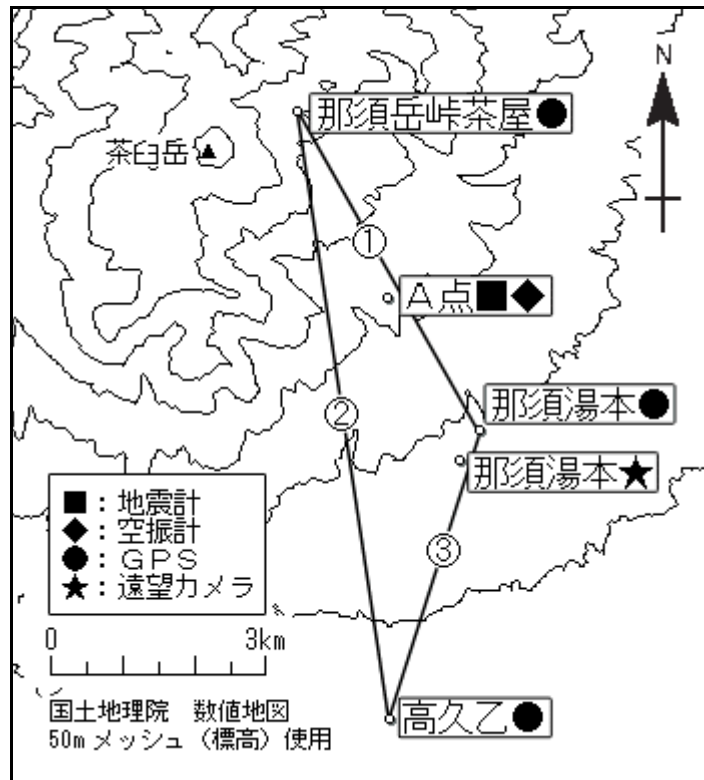 N
那須岳峠茶屋●
茶臼岳▲
①
A点■◆
那須湯本●
②
那須湯本★
③
■：地震計
◆：空振計
●：GPS
★：遠望カメラ
0 3km
国土地理院 数値地図
50mメッシュ（標高）使用
高久乙●